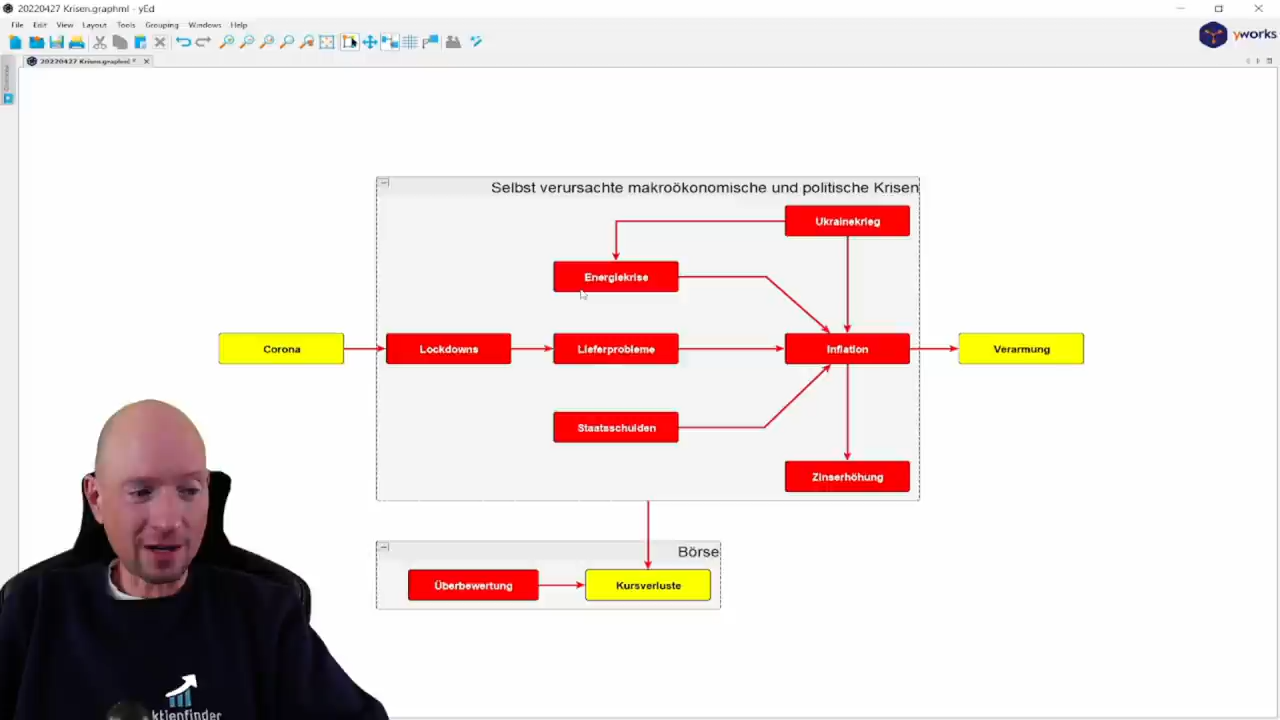 20220427 Krisen.graphml - yEd
File Edit View Layout Tools Grouping Windows Help
yworks
20220427 Krisen.graphml *
Selbst verursachte makroökonomische und politische Krisen
Ukrainekrieg
Energiekrise
Corona
Lockdowns
Lieferprobleme
Inflation
Verarmung
Staatsschulden
Zinserhöhung
Börse
Überbewertung
Kursverluste
ktienfinder